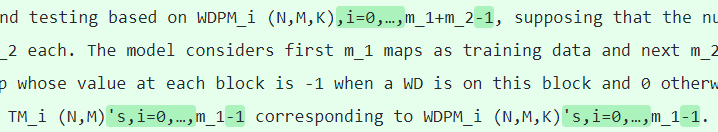 nd testing based on WDPM_i (N,M,K),i=0,…,m_1+m_2-1, supposing that the nu
_2 each. The model considers first m_1 maps as training data and next m_2
p whose value at each block is -1 when a WD is on this block and 0 otherw
TM_i (N,M)'s,i=0,…,m_1-1 corresponding to WDPM_i (N,M,K)'s,i=0,…,m_1-1.